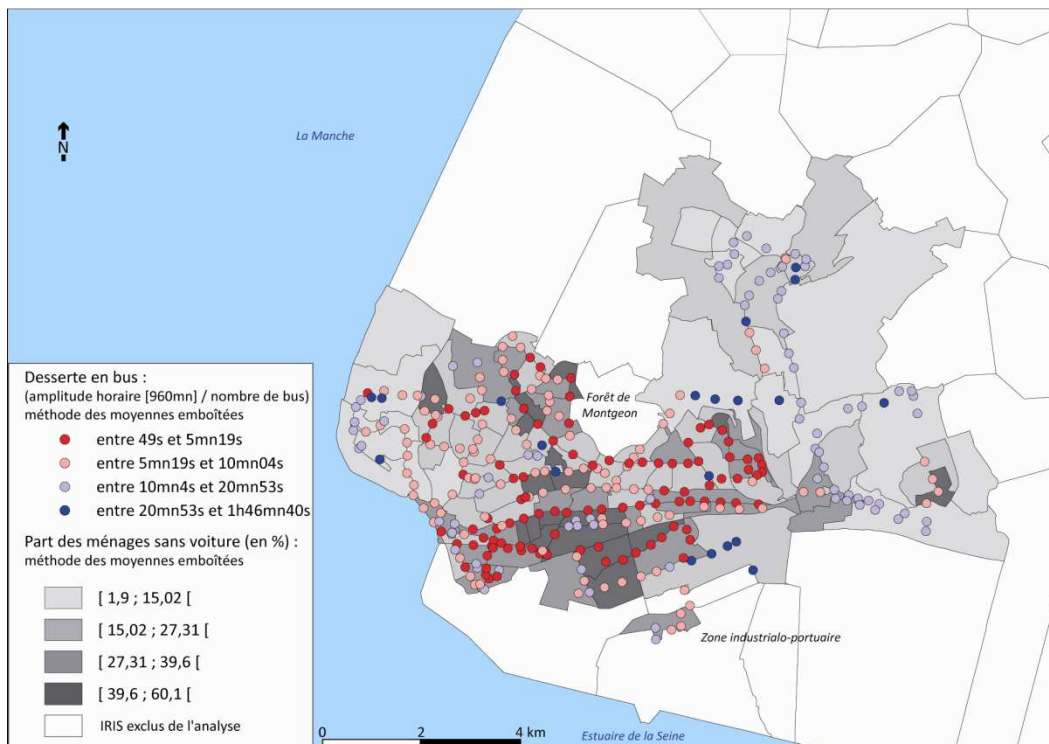 La Manche
N
Forêt de
Montgeon
Zone industrialo-portuaire
Desserte en bus :
(amplitude horaire [960mn] / nombre de bus)
méthode des moyennes emboîtées
entre 49s et 5mn19s
entre 5mn19s et 10mn04s
entre 10mn4s et 20mn53s
entre 20mn53s et 1h46mn40s
Part des ménages sans voiture (en %) :
méthode des moyennes emboîtées
[ 1,9 ; 15,02 [
[ 15,02 ; 27,31 [
[ 27,31 ; 39,6 [
[ 39,6 ; 60,1 [
IRIS exclus de l'analyse
0 2 4 km
Estuaire de la Seine